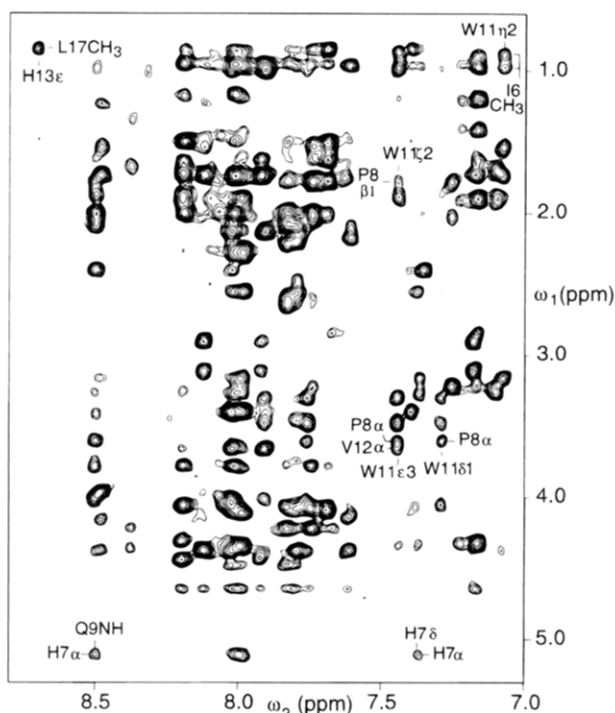 W11η2
L17CH₃
H13ε
1.0
I6
CH₃
W11ζ2
P8
β1
2.0
ω₁(ppm)
3.0
P8α
V12α
P8α
W11ε3
W11δ1
4.0
Q9NH
H7δ
H7α
H7α
5.0
8.5
8.0
7.5
7.0
ω₂ (ppm)